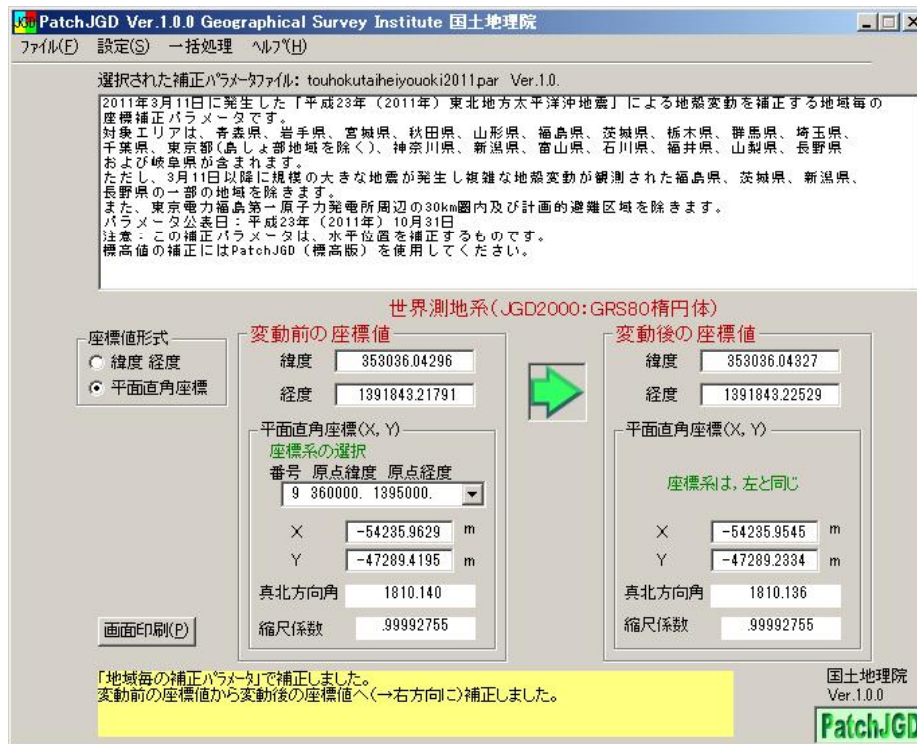 PatchJGD Ver.1.0.0 Geographical Survey Institute 国土地理院
ファイル(F) 設定(S) 一括処理 ヘルプ(H)
選択された補正パラメータファイル: touhokutaiheiyouoki2011.par Ver.1.0.
2011年3月11日に発生した「平成23年（2011年）東北地方太平洋沖地震」による地殻変動を補正する地域毎の
座標補正パラメータです。
対象エリアは、青森県、岩手県、宮城県、秋田県、山形県、福島県、茨城県、栃木県、群馬県、埼玉県、
千葉県、東京都(島しょ部地域を除く)、神奈川県、新潟県、富山県、石川県、福井県、山梨県、長野県
および岐阜県が含まれます。
ただし、3月11日以降に規模の大きな地震が発生し複雑な地殻変動が観測された福島県、茨城県、新潟県、
長野県の一部の地域を除きます。
また、東京電力福島第一原子力発電所周辺の30km圏内及び計画的避難区域を除きます。
パラメータ公表日：平成23年（2011年）10月31日
注意：この補正パラメータは、水平位置を補正するものです。
標高値の補正にはPatchJGD（標高版）を使用してください。
世界測地系(JGD2000:GRS80楕円体)
座標値形式
緯度 経度
平面直角座標
変動前の座標値
緯度 353036.04296
経度 1391843.21791
平面直角座標(X, Y)
座標系の選択
番号 原点緯度 原点経度
9 360000. 1395000.
X -54235.9629 m
Y -47289.4195 m
真北方向角 1810.140
縮尺係数 .99992755
変動後の座標値
緯度 353036.04327
経度 1391843.22529
平面直角座標(X, Y)
座標系は, 左と同じ
X -54235.9545 m
Y -47289.2334 m
真北方向角 1810.136
縮尺係数 .99992755
画面印刷(P)
「地域毎の補正パラメータ」で補正しました。
変動前の座標値から変動後の座標値へ(→右方向に)補正しました。
国土地理院
Ver.1.0.0
PatchJGD